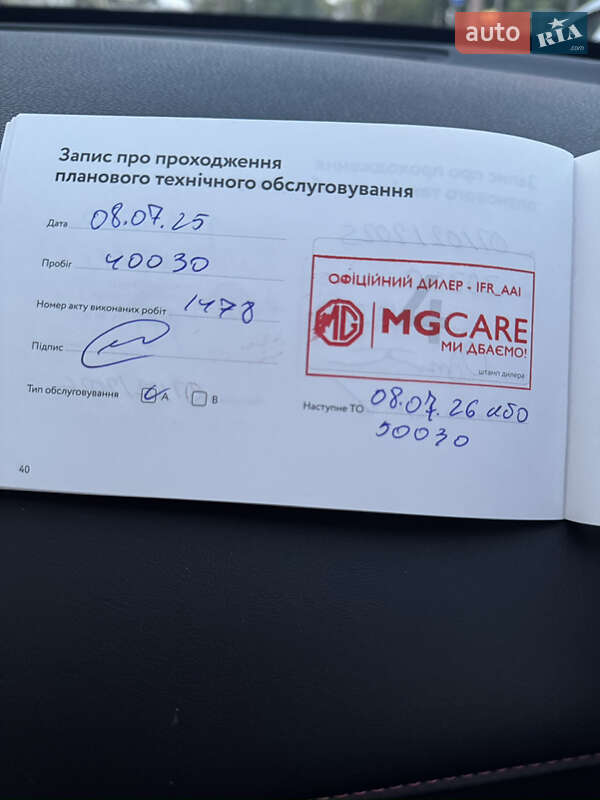 auto RIA.com
Запис про проходження
планового технічного обслуговування
Дата 08.07.25
Пробіг 40030
Номер акту виконаних робіт 1478
Підпис
Тип обслуговування A B
ОФІЦІЙНИЙ ДИЛЕР - IFR_AAI
MG MGCARE
МИ ДБАЄМО!
штамп дилера
Наступне ТО 08.07.26 або
50030
40